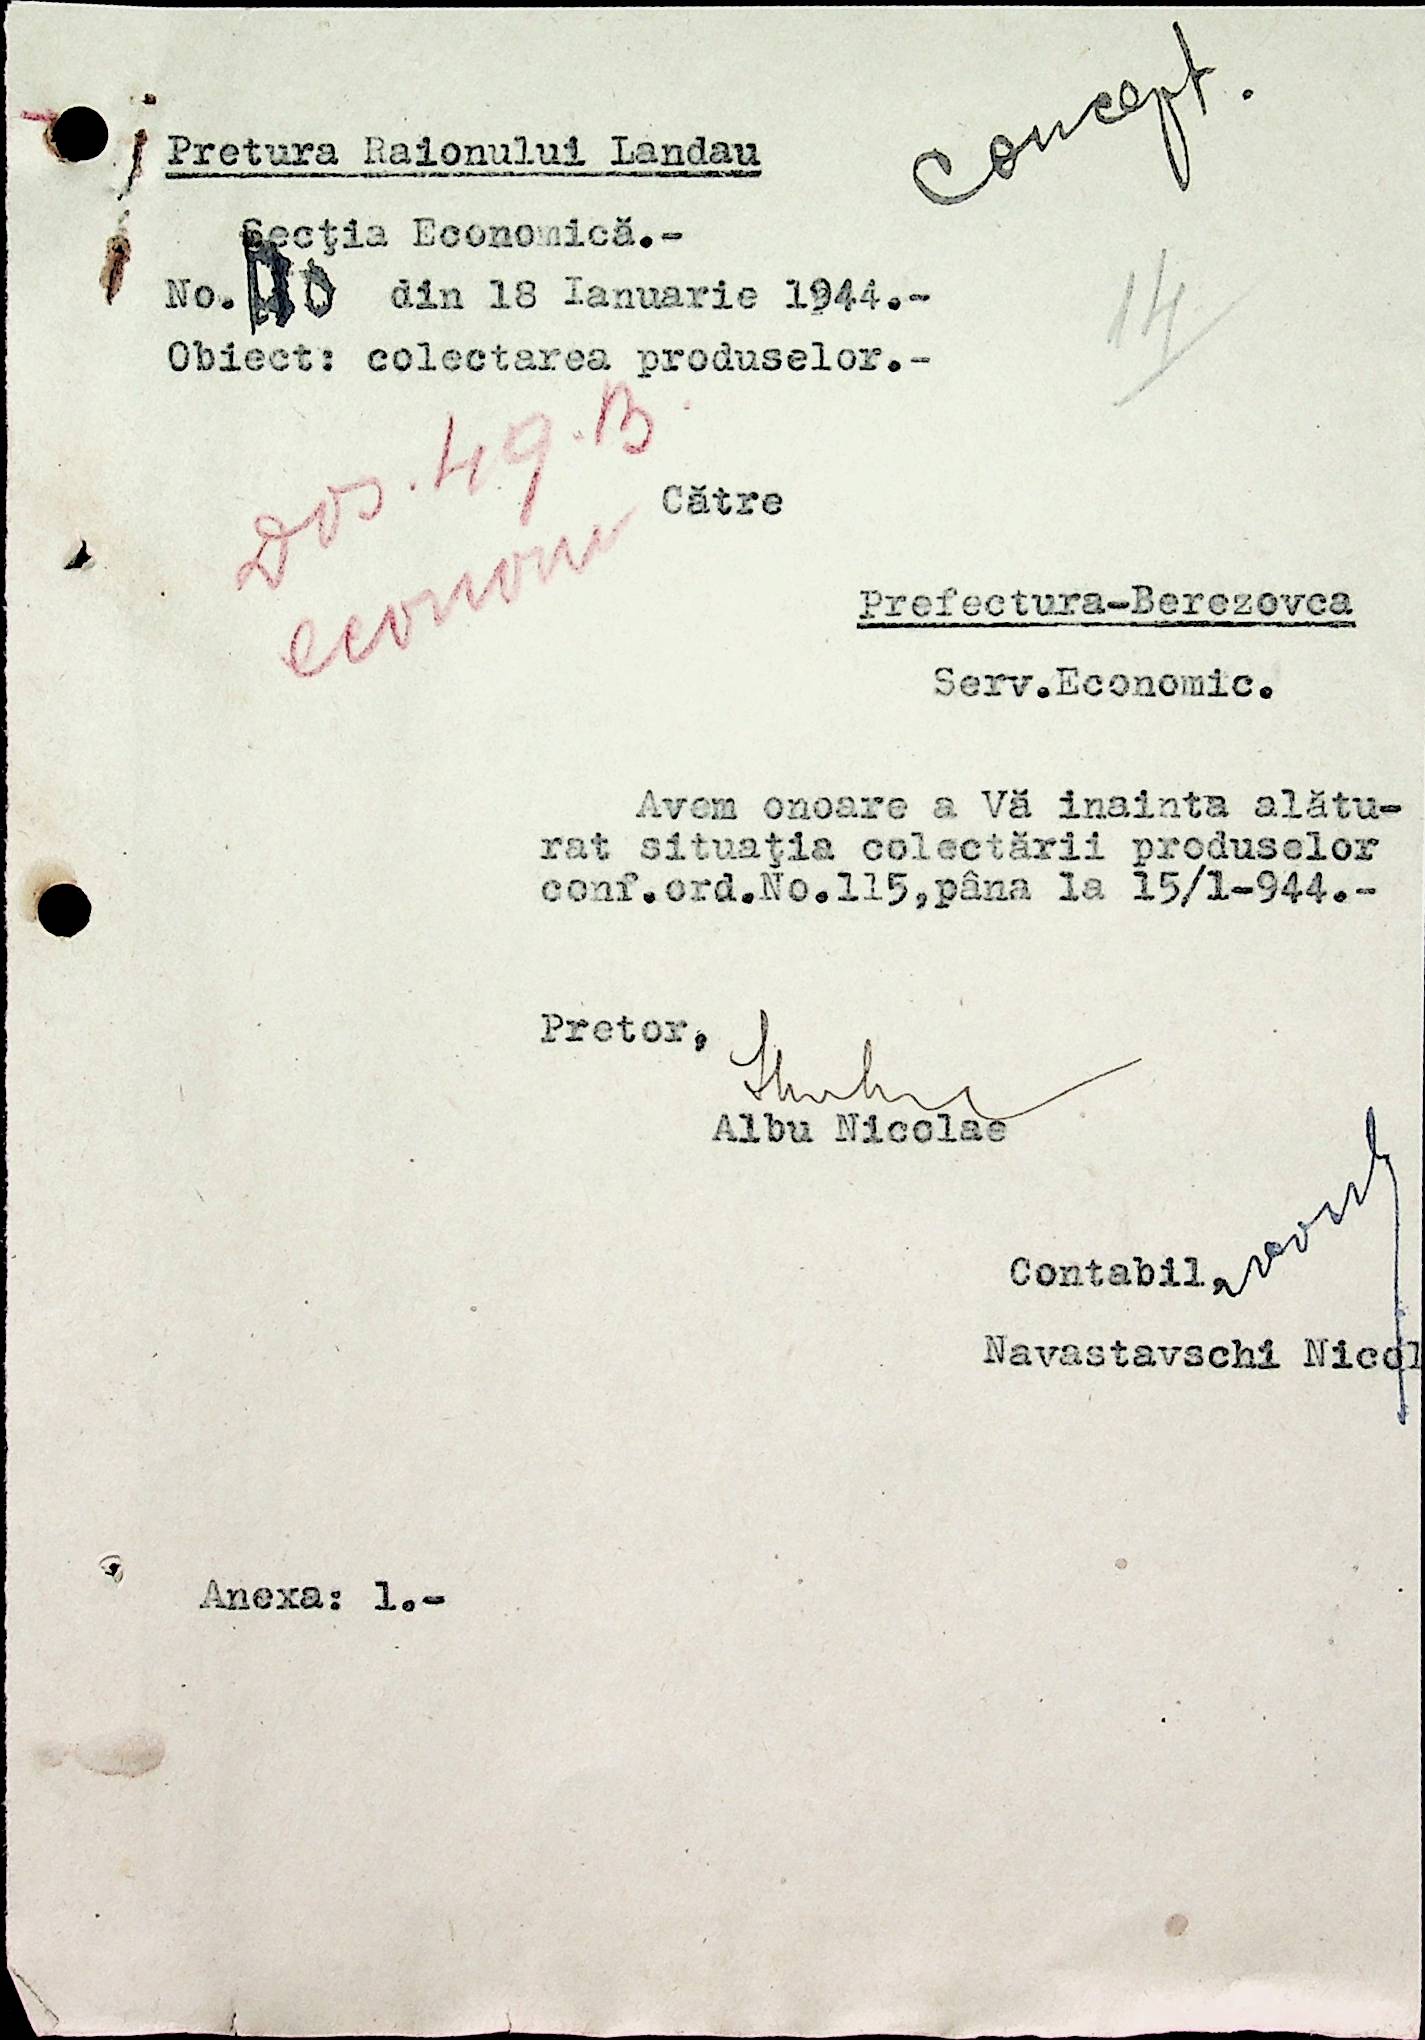 concept.
Pretura Raionului Landau
Secţia Economică.-
No. din 18 Ianuarie 1944.-
14
Obiect: colectarea produselor.-
Dos. 49.B.
econom
Către
Prefectura-Berezovca
Serv.Economic.
Avem onoare a Vă inainta alătu-
rat situaţia colectării produselor
conf.ord.No.115,pâna la 15/1-944.-
Pretor,
Albu Nicolae
Contabil,
Navastavschi Nicol
Anexa: 1.-